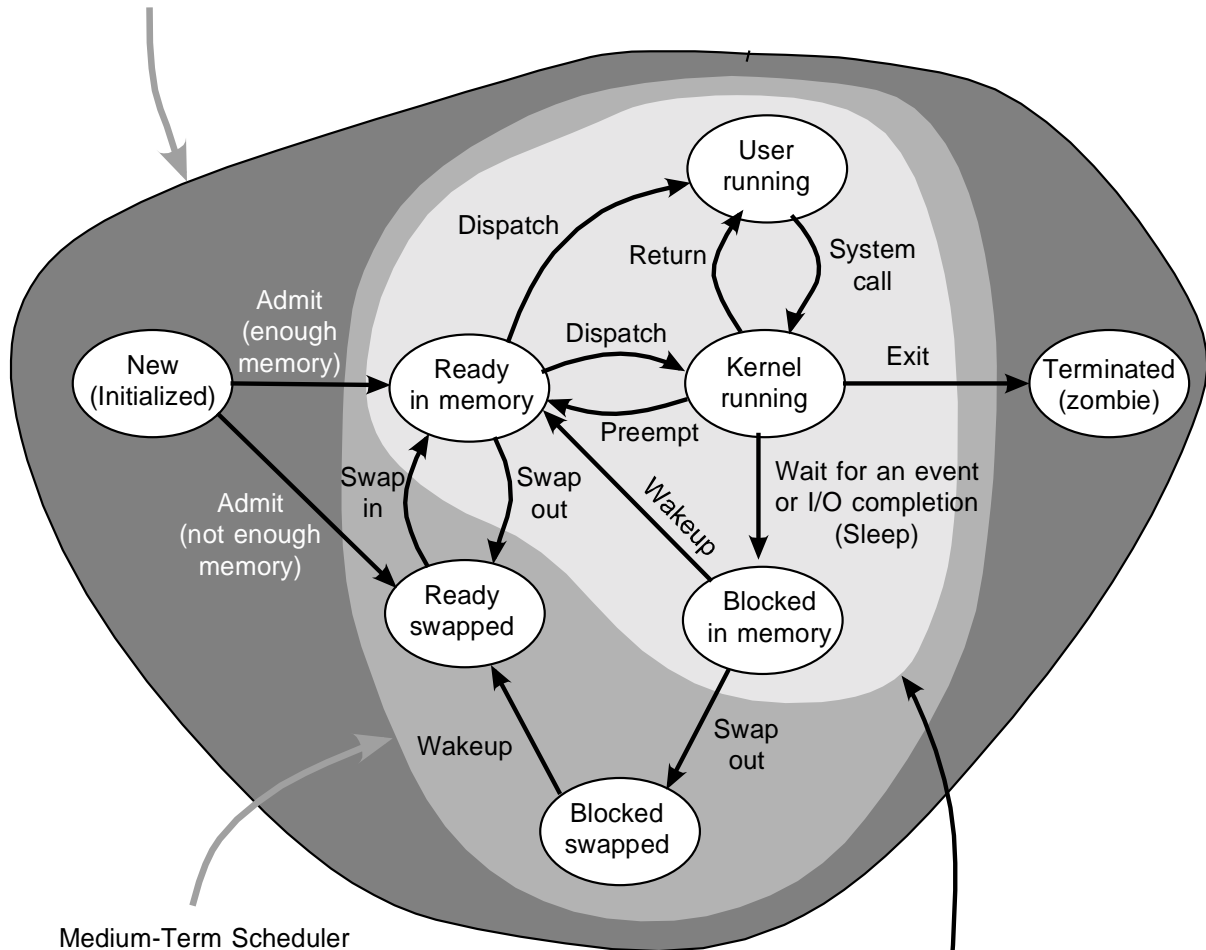 User
running
Dispatch
Return
System
call
Admit
(enough
memory)
Dispatch
New
(Initialized)
Ready
in memory
Kernel
running
Exit
Terminated
(zombie)
Preempt
Swap
in
Swap
out
Wakeup
Wait for an event
or I/O completion
(Sleep)
Admit
(not enough
memory)
Ready
swapped
Blocked
in memory
Wakeup
Swap
out
Blocked
swapped
Medium-Term Scheduler